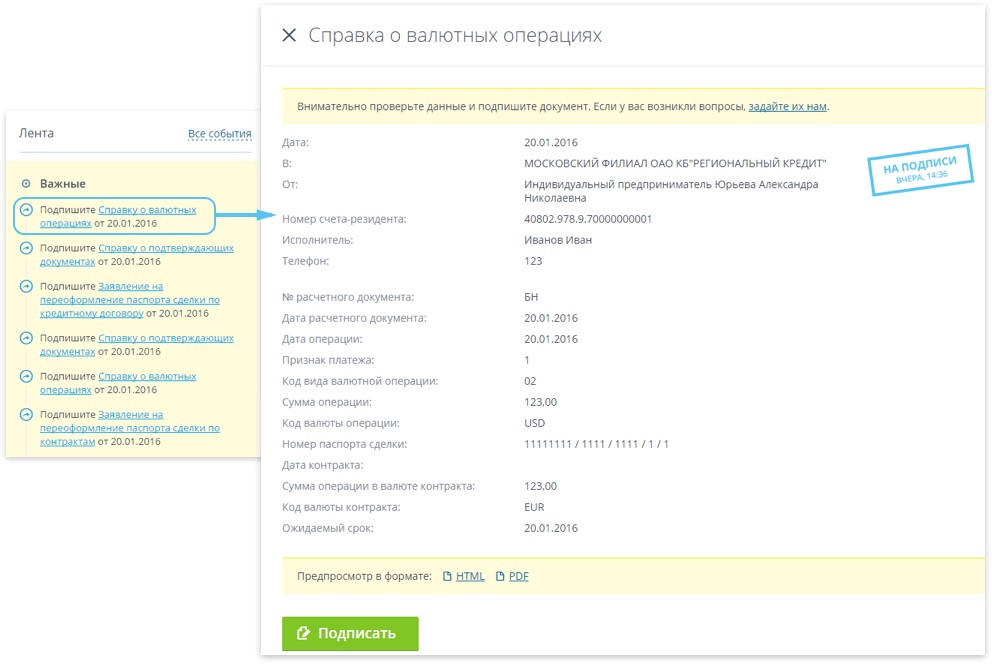 Лента
Все события
Важные
Подпишите Справку о валютных
операциях от 20.01.2016
Подпишите Справку о подтверждающих
документах от 20.01.2016
Подпишите Заявление на
переоформление паспорта сделки по
кредитному договору от 20.01.2016
Подпишите Справку о подтверждающих
документах от 20.01.2016
Подпишите Справку о валютных
операциях от 20.01.2016
Подпишите Заявление на
переоформление паспорта сделки по
контрактам от 20.01.2016
Справка о валютных операциях
Внимательно проверьте данные и подпишите документ. Если у вас возникли вопросы, задайте их нам.
НА ПОДПИСИ
ВЧЕРА, 14:36
Дата: 20.01.2016
В: МОСКОВСКИЙ ФИЛИАЛ ОАО КБ"РЕГИОНАЛЬНЫЙ КРЕДИТ"
От: Индивидуальный предприниматель Юрьева Александра
Николаевна
Номер счета-резидента: 40802.978.9.70000000001
Исполнитель: Иванов Иван
Телефон: 123
№ расчетного документа: БН
Дата расчетного документа: 20.01.2016
Дата операции: 20.01.2016
Признак платежа: 1
Код вида валютной операции: 02
Сумма операции: 123,00
Код валюты операции: USD
Номер паспорта сделки: 11111111 / 1111 / 1111 / 1 / 1
Дата контракта:
Сумма операции в валюте контракта: 123,00
Код валюты контракта: EUR
Ожидаемый срок: 20.01.2016
Предпросмотр в формате: HTML PDF
Подписать